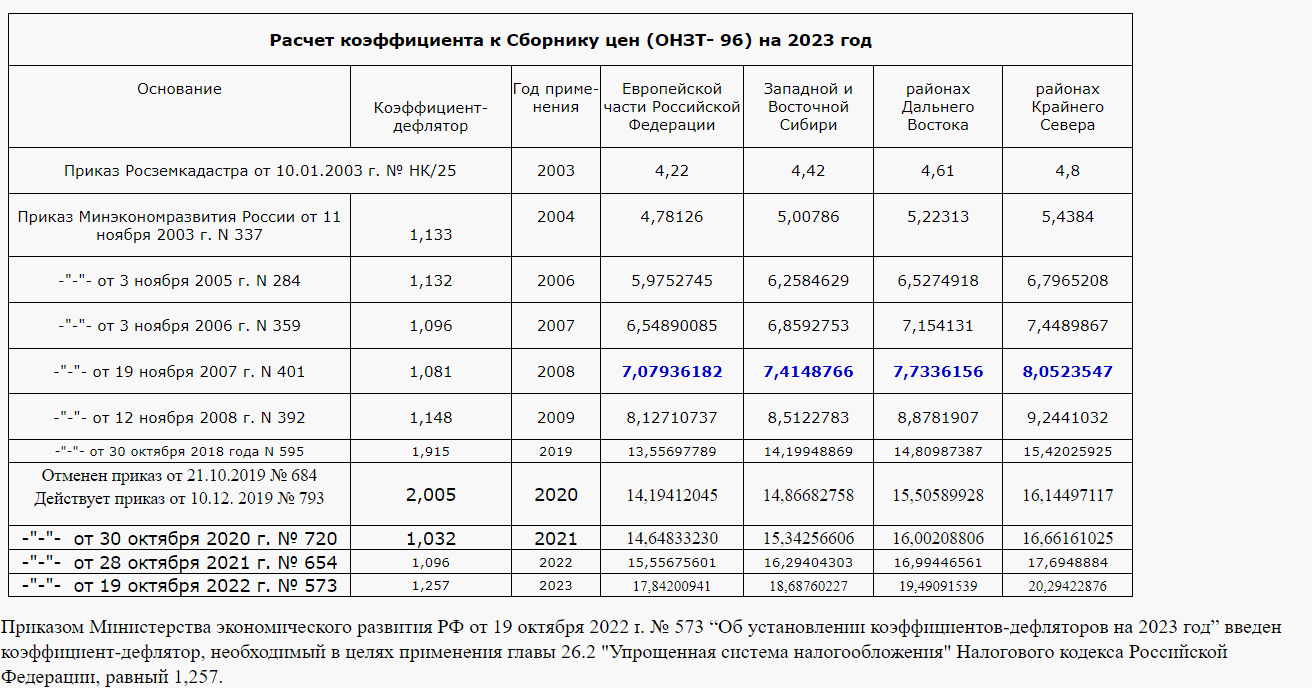 Расчет коэффициента к Сборнику цен (ОНЗТ- 96) на 2023 год
Основание
Коэффициент-
дефлятор
Год приме-
нения
Европейской
части Российской
Федерации
Западной и
Восточной
Сибири
районах
Дальнего
Востока
районах
Крайнего
Севера
Приказ Росземкадастра от 10.01.2003 г. № НК/25 2003 4,22 4,42 4,61 4,8
Приказ Минэкономразвития России от 11
ноября 2003 г. N 337
1,133 2004 4,78126 5,00786 5,22313 5,4384
-"-"- от 3 ноября 2005 г. N 284 1,132 2006 5,9752745 6,2584629 6,5274918 6,7965208
-"-"- от 3 ноября 2006 г. N 359 1,096 2007 6,54890085 6,8592753 7,154131 7,4489867
-"-"- от 19 ноября 2007 г. N 401 1,081 2008 7,07936182 7,4148766 7,7336156 8,0523547
-"-"- от 12 ноября 2008 г. N 392 1,148 2009 8,12710737 8,5122783 8,8781907 9,2441032
-"-"- от 30 октября 2018 года N 595 1,915 2019 13,55697789 14,19948869 14,80987387 15,42025925
Отменен приказ от 21.10.2019 № 684
Действует приказ от 10.12. 2019 № 793
2,005 2020 14,19412045 14,86682758 15,50589928 16,14497117
-"-"- от 30 октября 2020 г. № 720 1,032 2021 14,64833230 15,34256606 16,00208806 16,66161025
-"-"- от 28 октября 2021 г. № 654 1,096 2022 15,55675601 16,29404303 16,99446561 17,6948884
-"-"- от 19 октября 2022 г. № 573 1,257 2023 17,84200941 18,68760227 19,49091539 20,29422876
Приказом Министерства экономического развития РФ от 19 октября 2022 г. № 573 “Об установлении коэффициентов-дефляторов на 2023 год” введен
коэффициент-дефлятор, необходимый в целях применения главы 26.2 "Упрощенная система налогообложения" Налогового кодекса Российской
Федерации, равный 1,257.